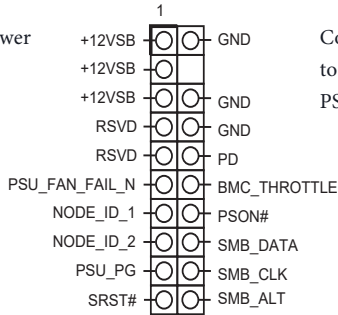 1
wer
+12VSB GND
+12VSB
+12VSB GND
RSVD GND
RSVD PD
PSU_FAN_FAIL_N BMC_THROTTLE
NODE_ID_1 PSON#
NODE_ID_2 SMB_DATA
PSU_PG SMB_CLK
SRST# SMB_ALT
Co
to
PS